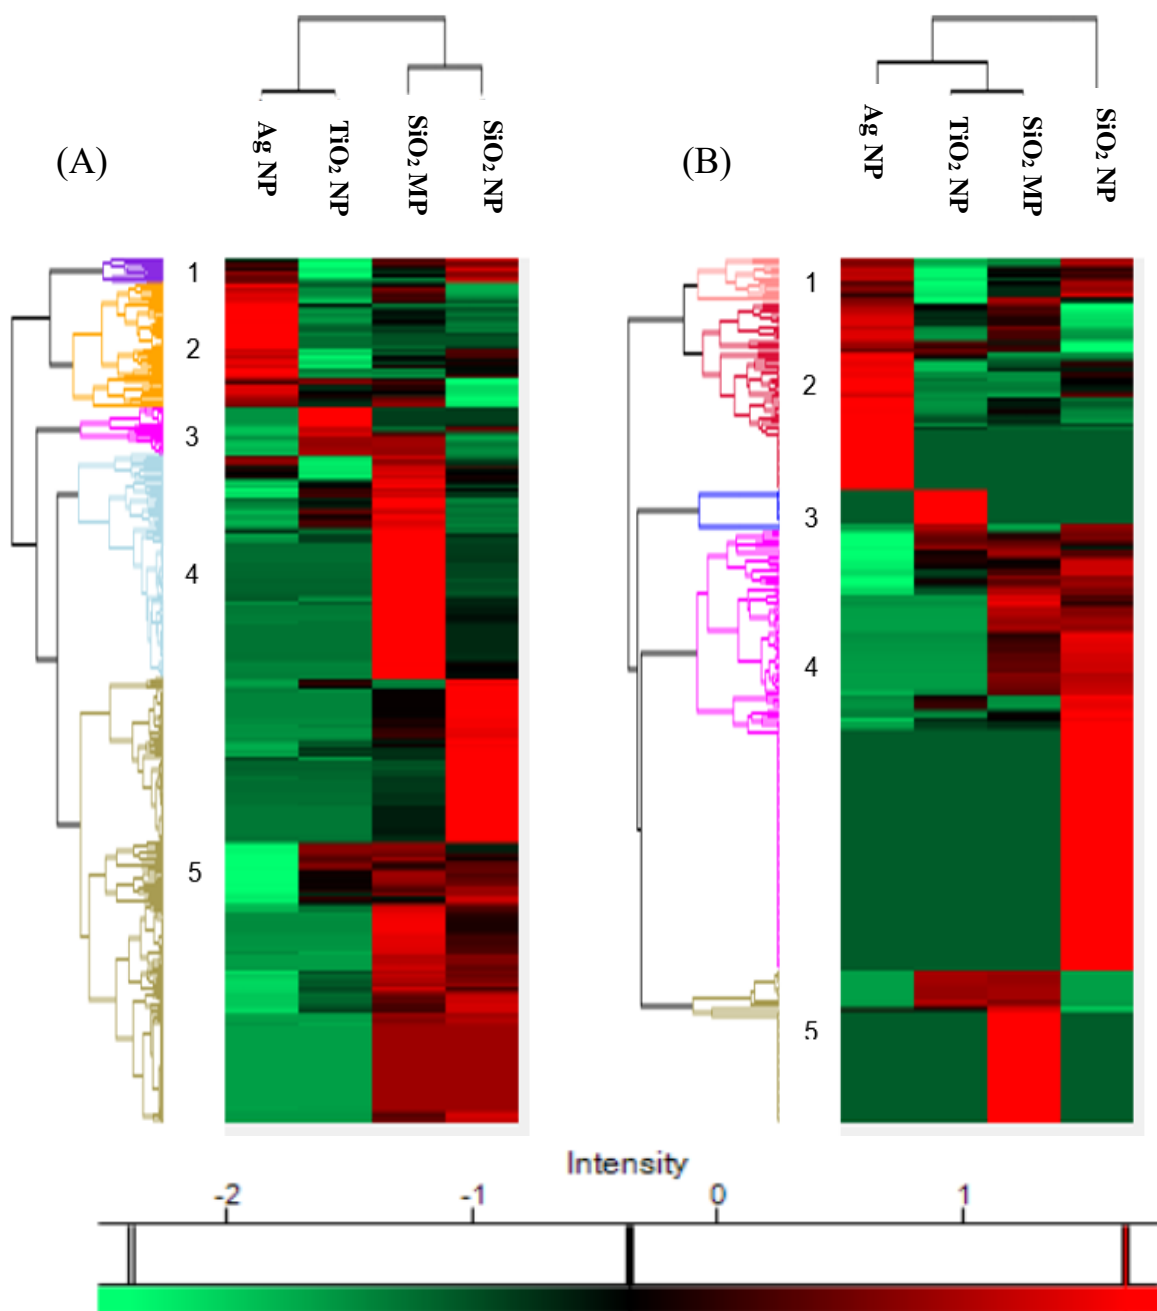 (A)
Ag NP
TiO₂ NP
SiO₂ MP
SiO₂ NP
1
2
3
4
5
(B)
Ag NP
TiO₂ NP
SiO₂ MP
SiO₂ NP
1
2
3
4
5
Intensity
-2 -1 0 1